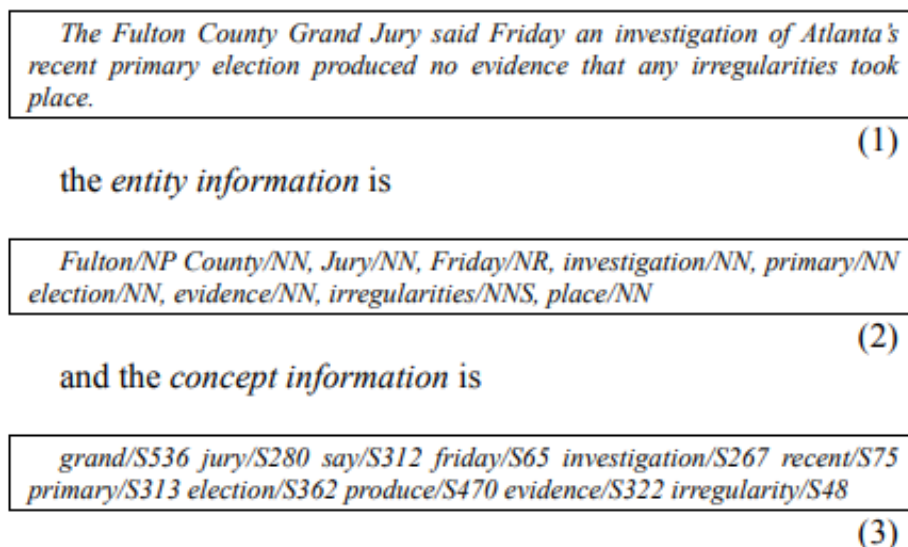 The Fulton County Grand Jury said Friday an investigation of Atlanta's
recent primary election produced no evidence that any irregularities took
place.
(1)
the entity information is
Fulton/NP County/NN, Jury/NN, Friday/NR, investigation/NN, primary/NN
election/NN, evidence/NN, irregularities/NNS, place/NN
(2)
and the concept information is
grand/S536 jury/S280 say/S312 friday/S65 investigation/S267 recent/S75
primary/S313 election/S362 produce/S470 evidence/S322 irregularity/S48
(3)